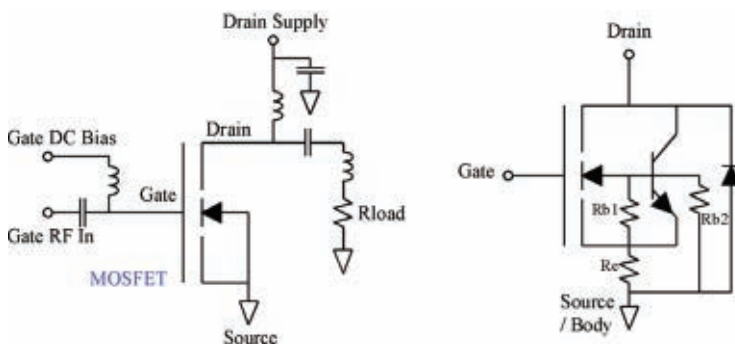 Drain Supply
Drain
Gate DC Bias
Gate
Gate RF In
Rload
MOSFET
Source
Drain
Gate
Rb1
Rb2
Re
Source
/ Body